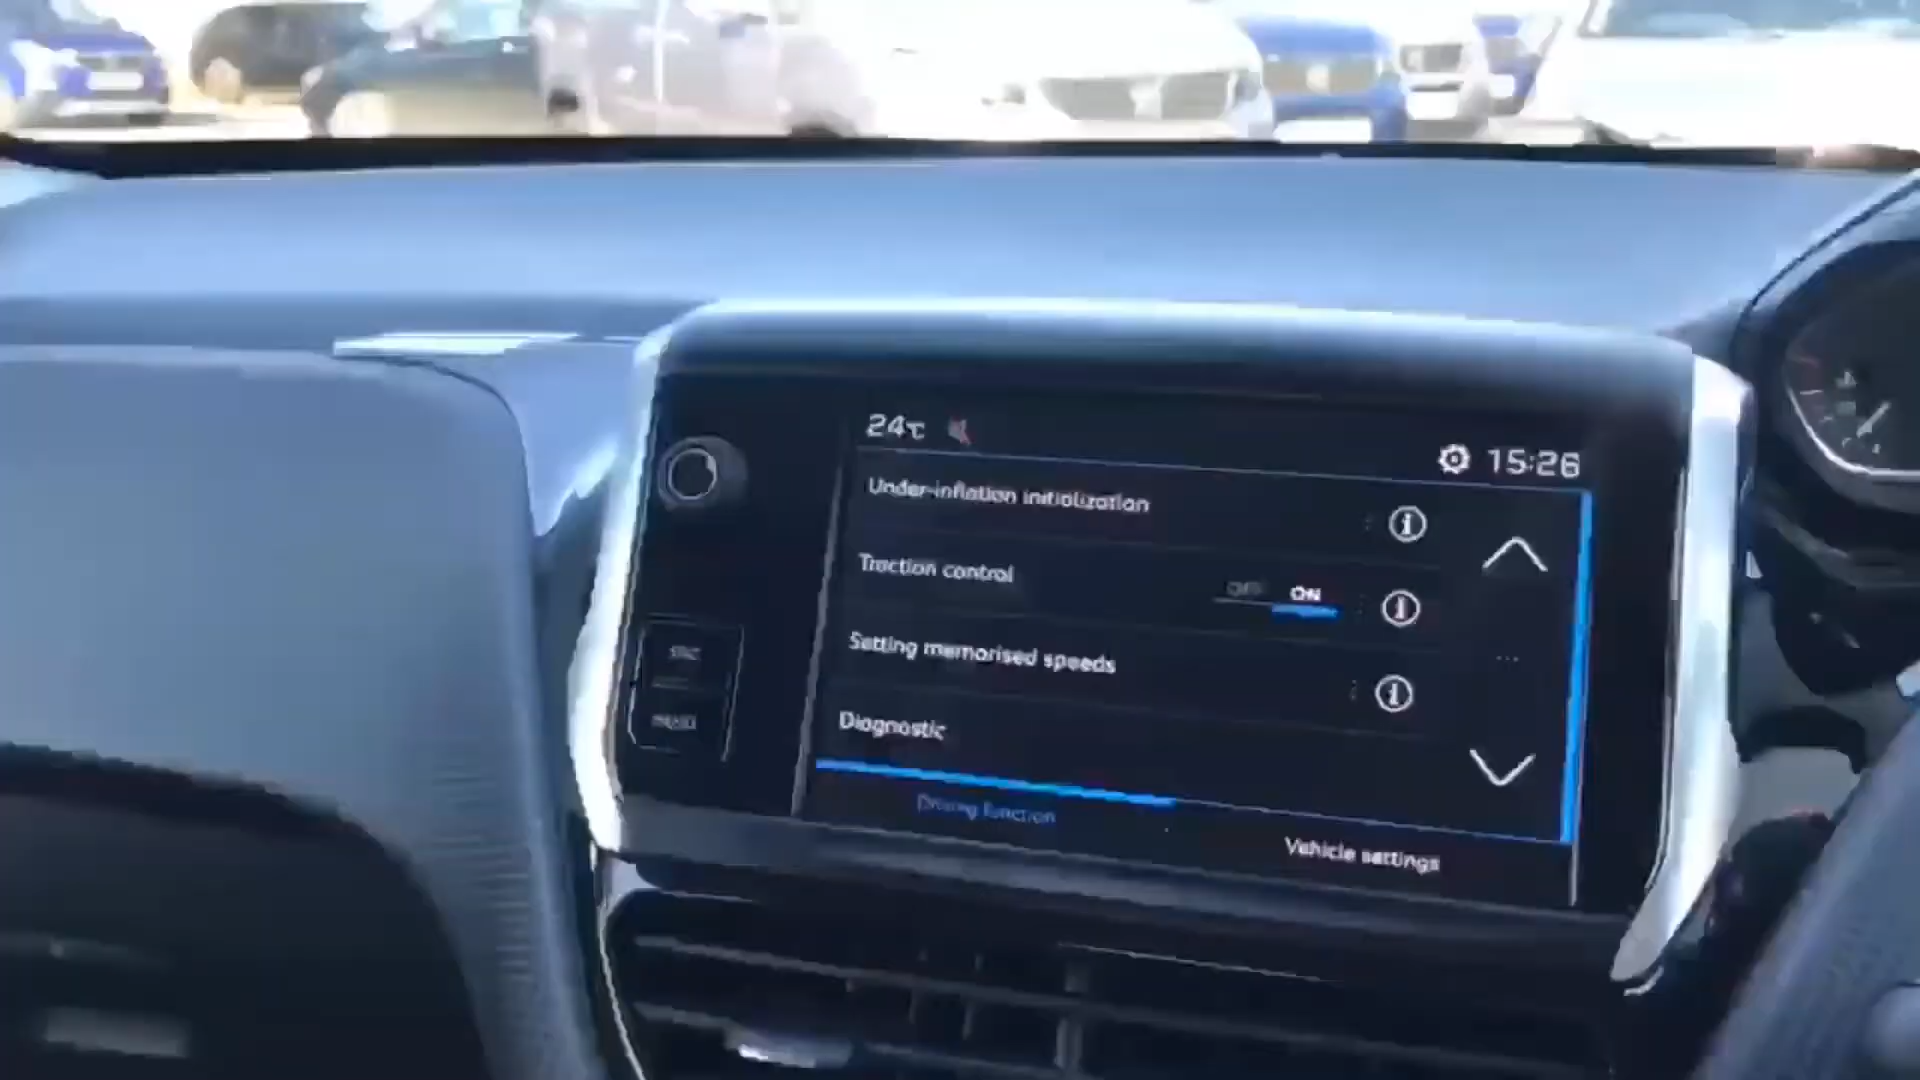 24°C
15:26
Under-inflation initialization
Traction control
OFF ON
Setting memorised speeds
Diagnostic
Driving function
Vehicle settings